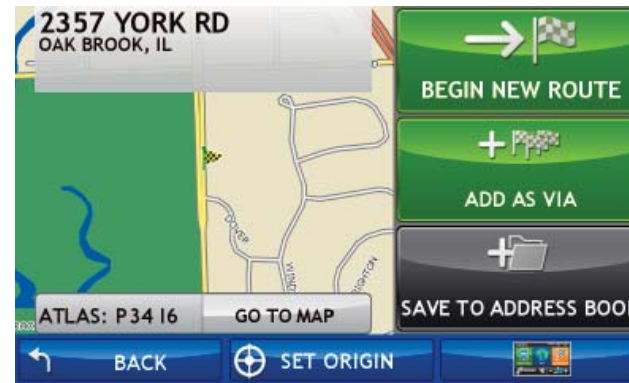 2357 YORK RD
OAK BROOK, IL
BEGIN NEW ROUTE
ADD AS VIA
SAVE TO ADDRESS BOO
DOVER
ATLAS: P34 I6
GO TO MAP
BACK
SET ORIGIN